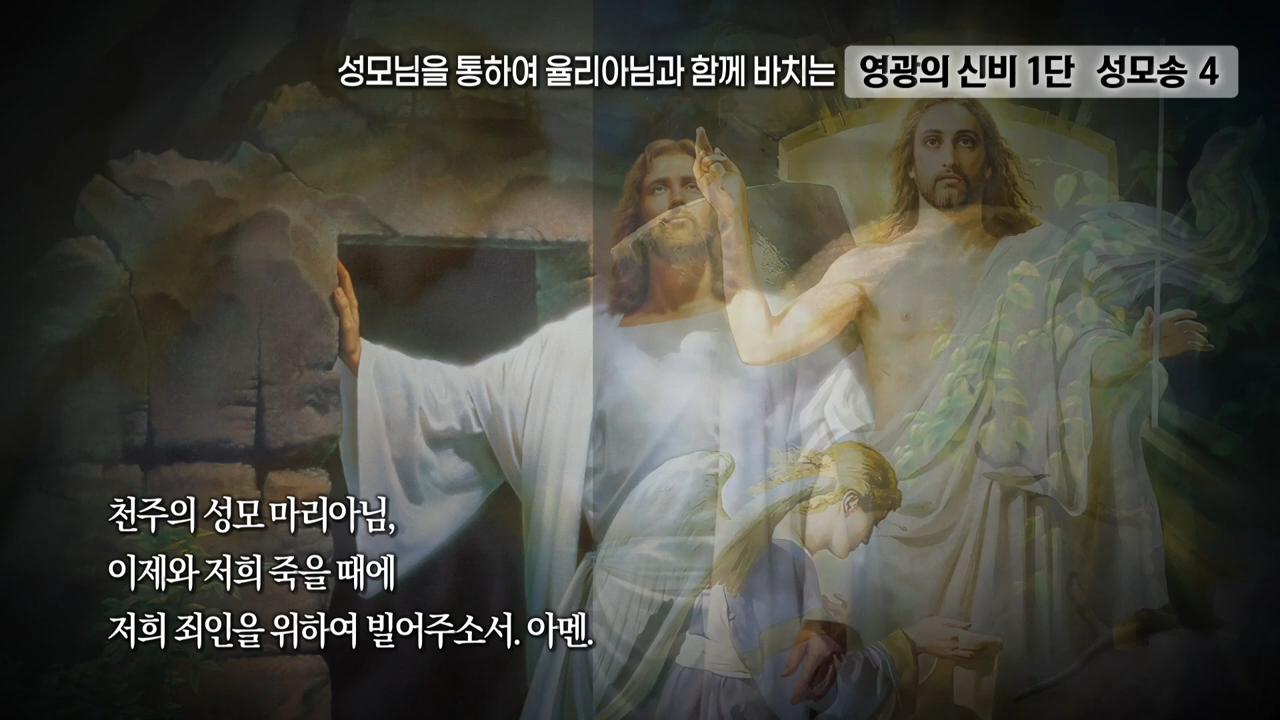 성모님을 통하여 율리아님과 함께 바치는 영광의 신비 1단 성모송 4
천주의 성모 마리아님,
이제와 저희 죽을 때에
저희 죄인을 위하여 빌어주소서. 아멘.